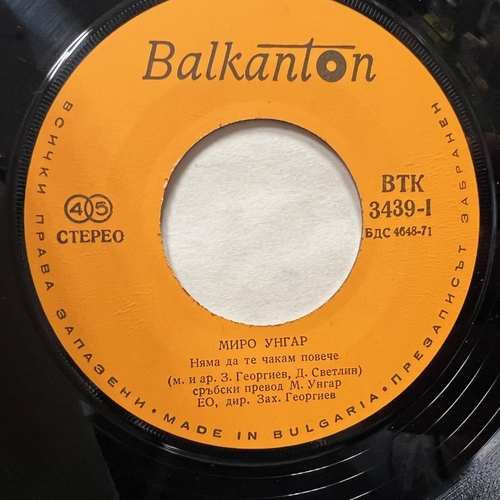 Balkanton
45
СТЕРЕО
ВТК
3439-I
БДС 4648-71
МИРО УНГАР
Няма да те чакам повече
(м. и ар. З. Георгиев, Д. Светлин)
сръбски превод М. Унгар
ЕО, дир. Зах. Георгиев
ВСИЧКИ ПРАВА ЗАПАЗЕНИ • MADE IN BULGARIA • ПРЕЗАПИСЪТ ЗАБРАНЕН